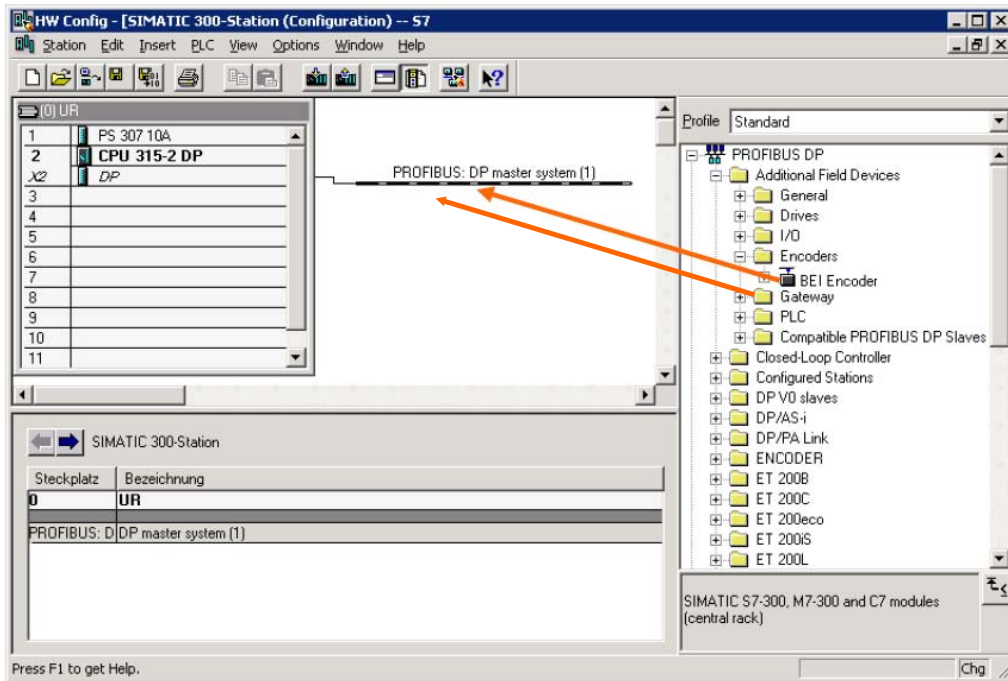 HW Config - [SIMATIC 300-Station (Configuration) -- S7
Station Edit Insert PLC View Options Window Help
(0) UR
1 PS 307 10A
2 CPU 315-2 DP
X2 DP
3
4
5
6
7
8
9
10
11
PROFIBUS: DP master system (1)
Profile Standard
PROFIBUS DP
Additional Field Devices
General
Drives
I/O
Encoders
BEI Encoder
Gateway
PLC
Compatible PROFIBUS DP Slaves
Closed-Loop Controller
Configured Stations
DP V0 slaves
DP/AS-i
DP/PA Link
ENCODER
ET 200B
ET 200C
ET 200eco
ET 200iS
ET 200L
SIMATIC 300-Station
Steckplatz Bezeichnung
0 UR
PROFIBUS: D DP master system (1)
SIMATIC S7-300, M7-300 and C7 modules
(central rack)
Press F1 to get Help.
Chg